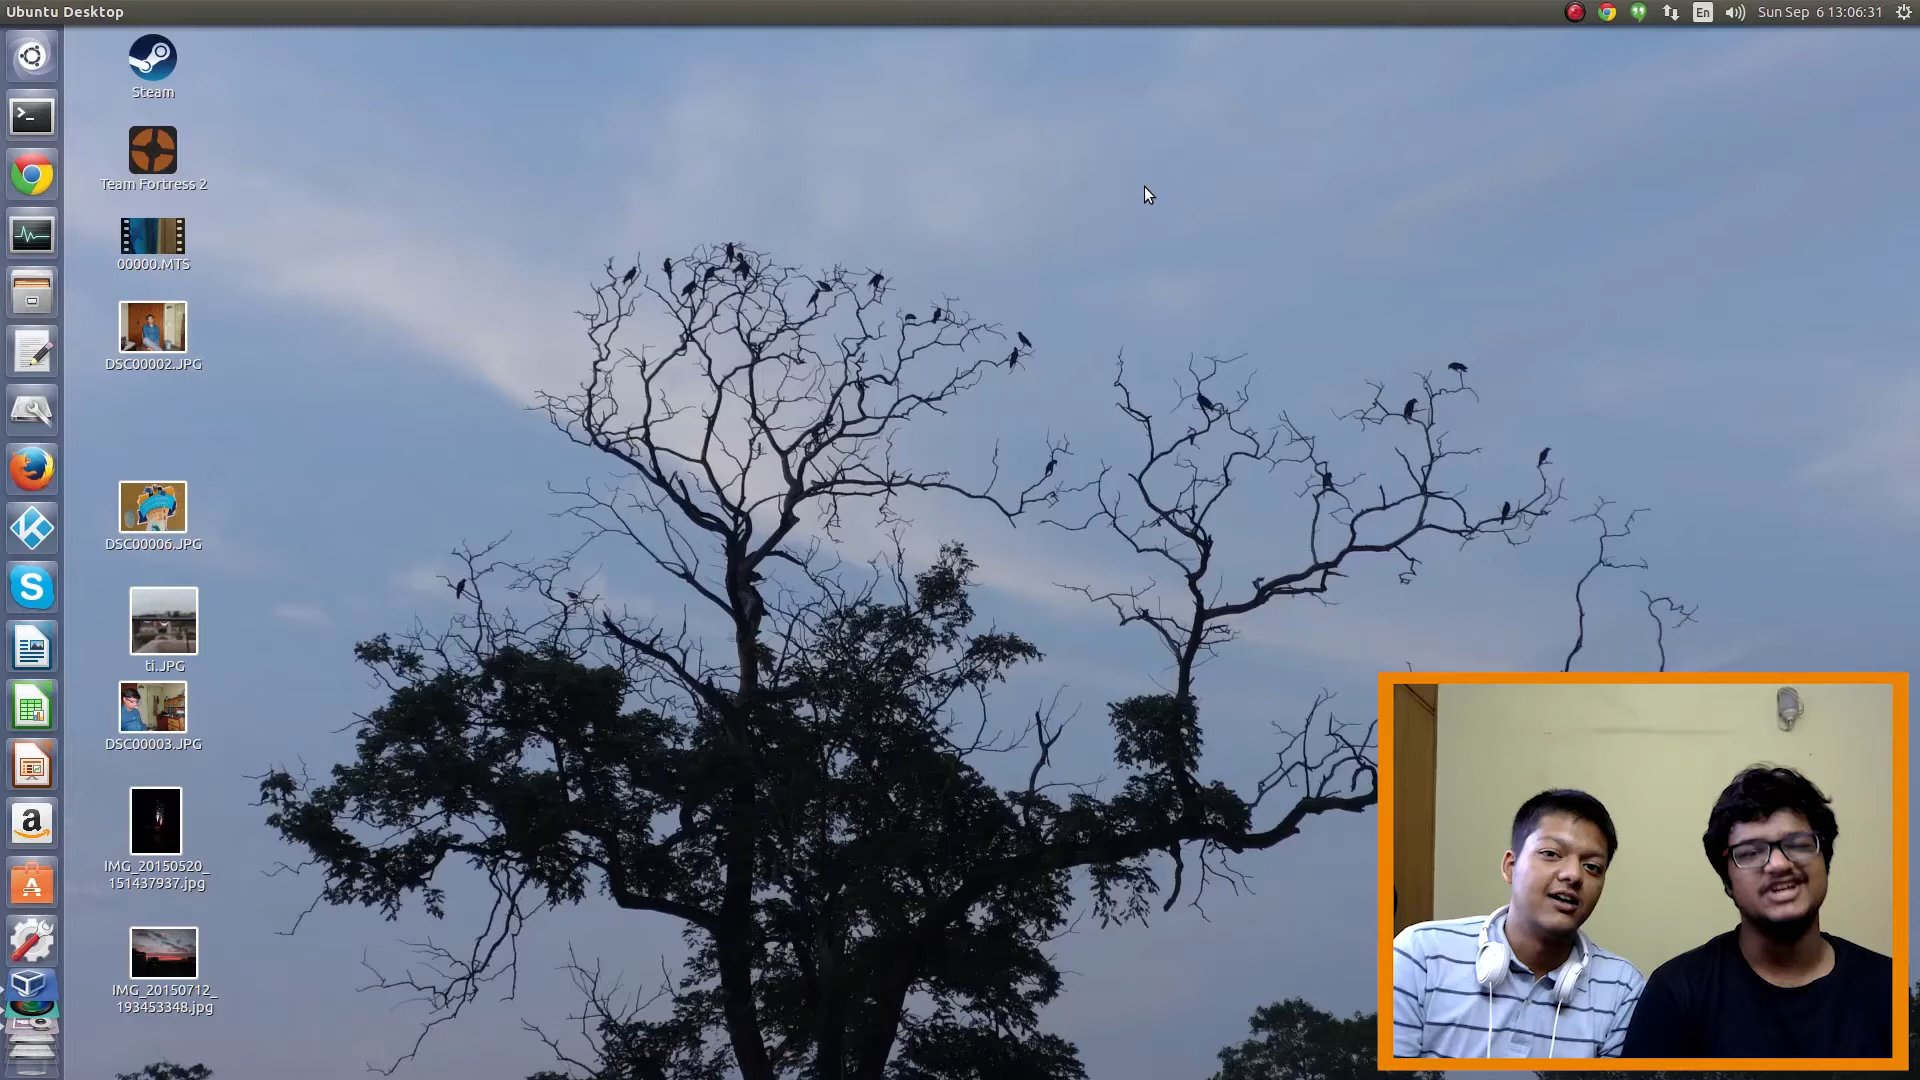 Ubuntu Desktop
En
Sun Sep 6 13:06:31
Steam
Team Fortress 2
00000.MTS
DSC00002.JPG
DSC00006.JPG
ti.JPG
DSC00003.JPG
IMG_20150520_
151437937.jpg
IMG_20150712_
193453348.jpg